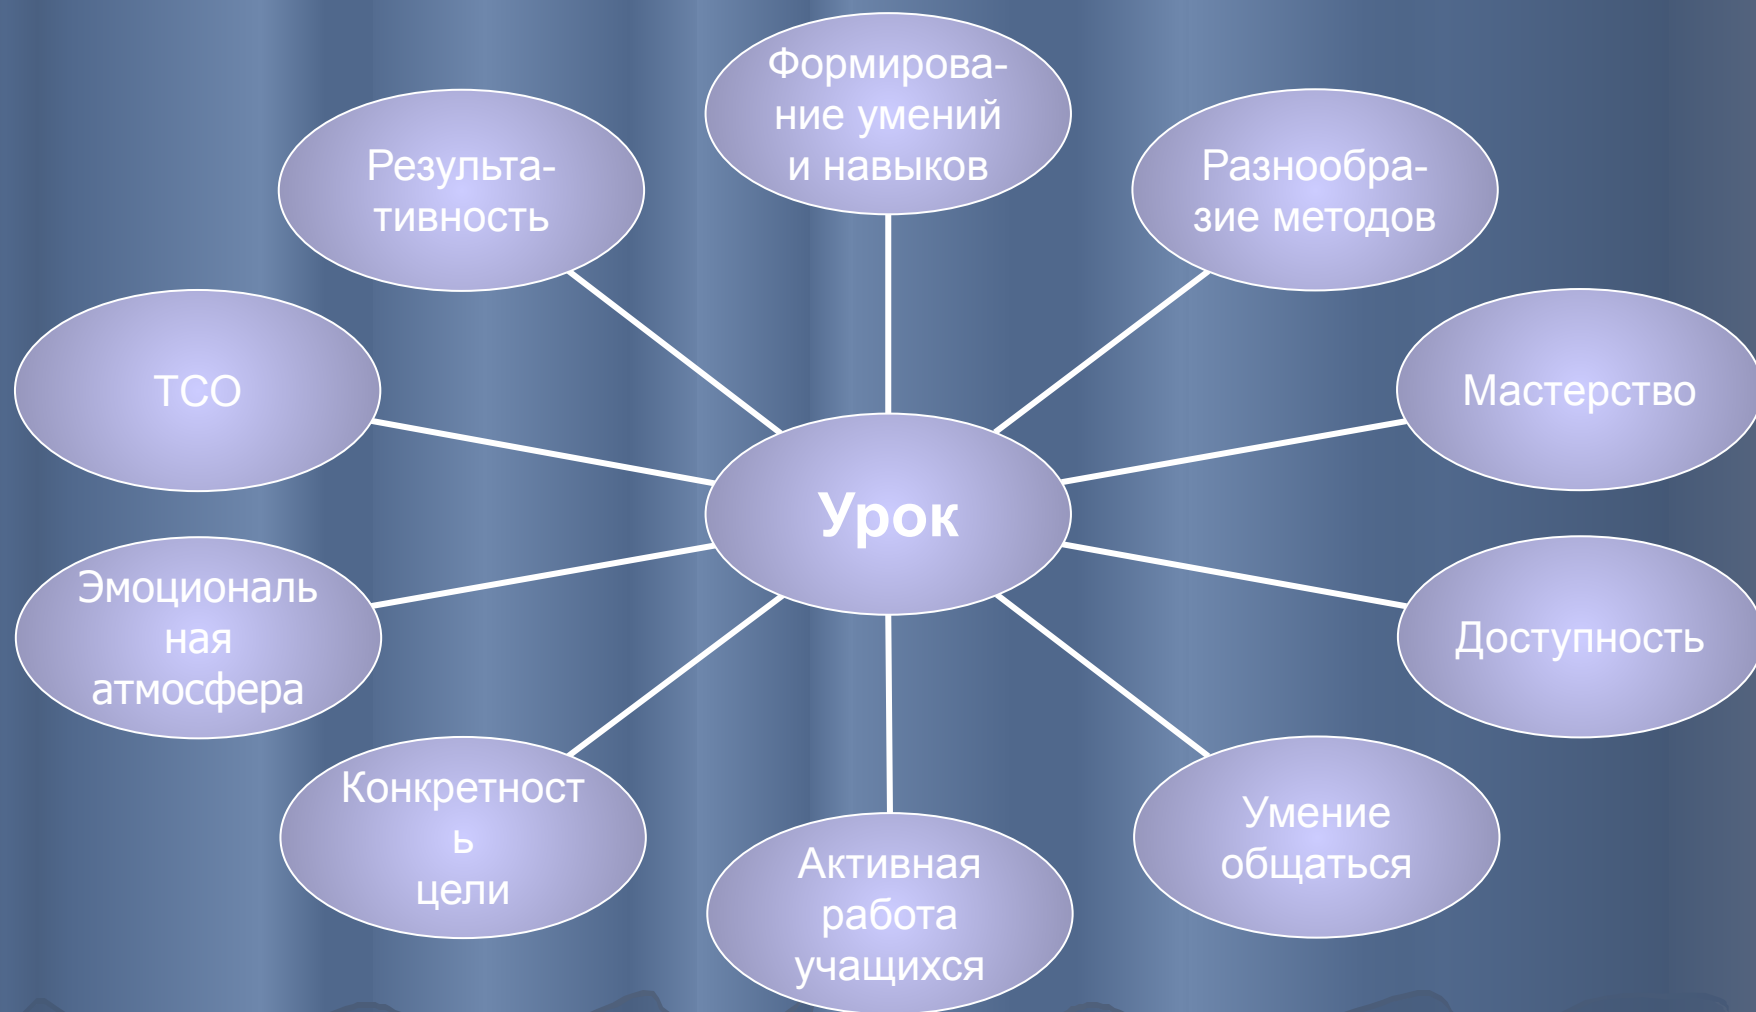 Формирова-
ние умений
и навыков
Результа-
тивность
Разнообра-
зие методов
ТСО
Мастерство
Урок
Эмоциональ
ная
атмосфера
Доступность
Конкретност
ь
цели
Умение
общаться
Активная
работа
учащихся